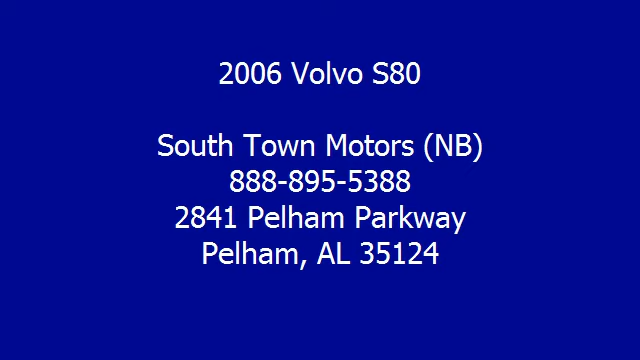 2006 Volvo S80
South Town Motors (NB)
888-895-5388
2841 Pelham Parkway
Pelham, AL 35124